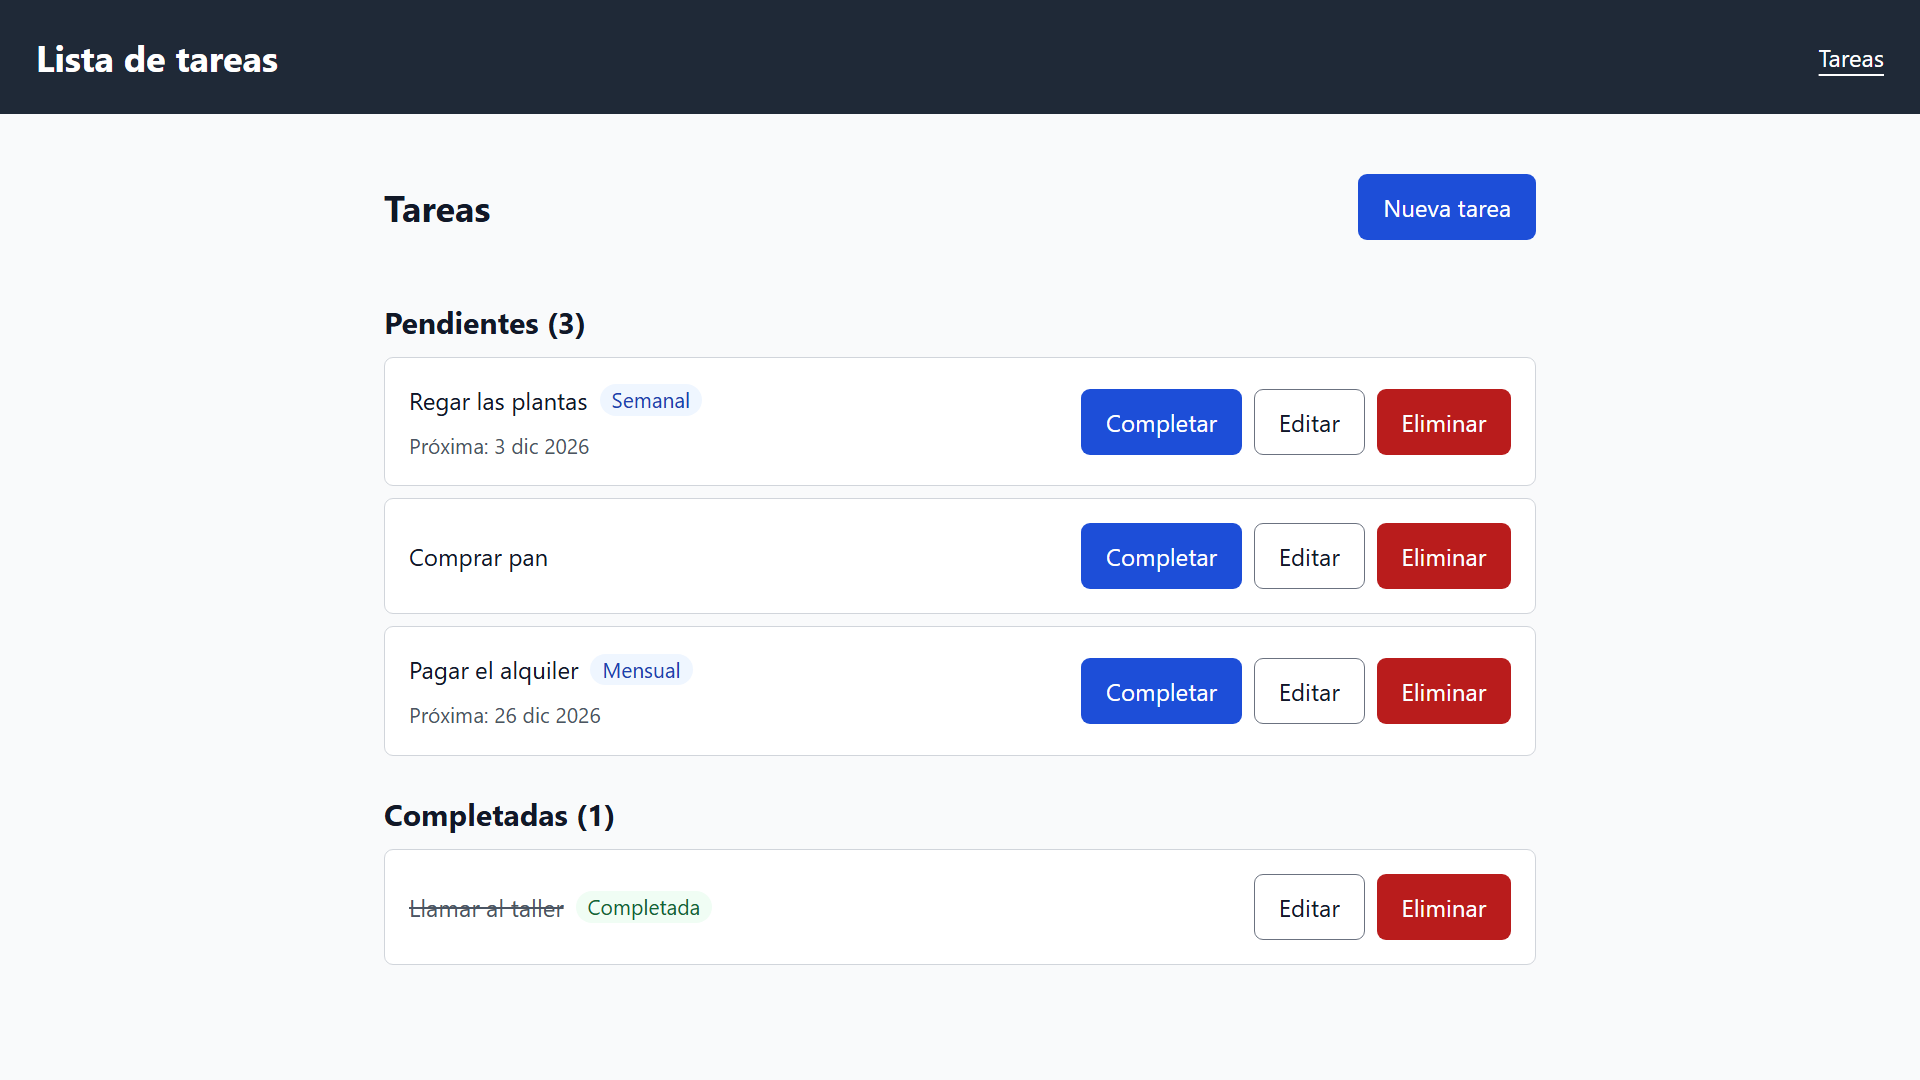 Lista de tareas
Tareas
Tareas
Nueva tarea
Pendientes (3)
Regar las plantas Semanal
Próxima: 3 dic 2026
Completar Editar Eliminar
Comprar pan
Completar Editar Eliminar
Pagar el alquiler Mensual
Próxima: 26 dic 2026
Completar Editar Eliminar
Completadas (1)
Llamar al taller Completada
Editar Eliminar